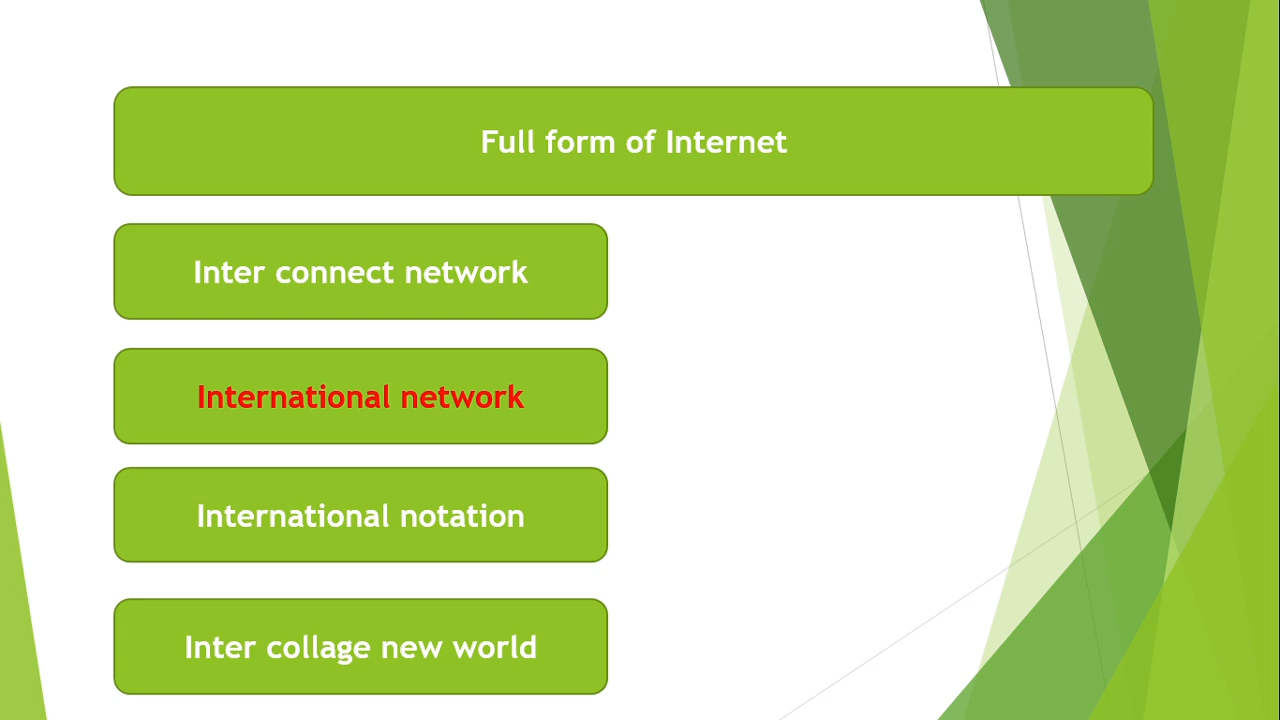 Full form of Internet
Inter connect network
International network
International notation
Inter collage new world